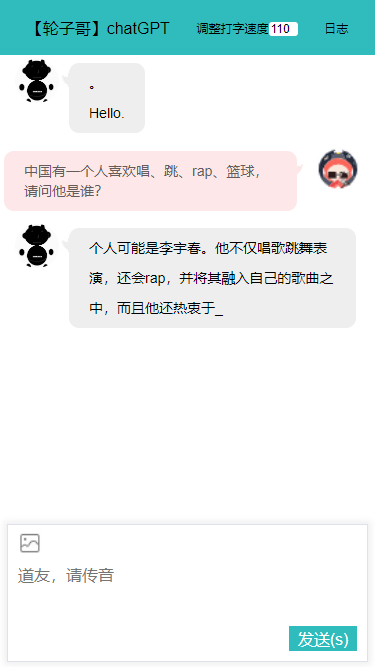 【轮子哥】chatGPT 调整打字速度 110 日志
。
Hello.
中国有一个人喜欢唱、跳、rap、篮球，
请问他是谁？
个人可能是李宇春。他不仅唱歌跳舞表
演，还会rap，并将其融入自己的歌曲之
中，而且他还热衷于_
道友，请传音
发送(s)